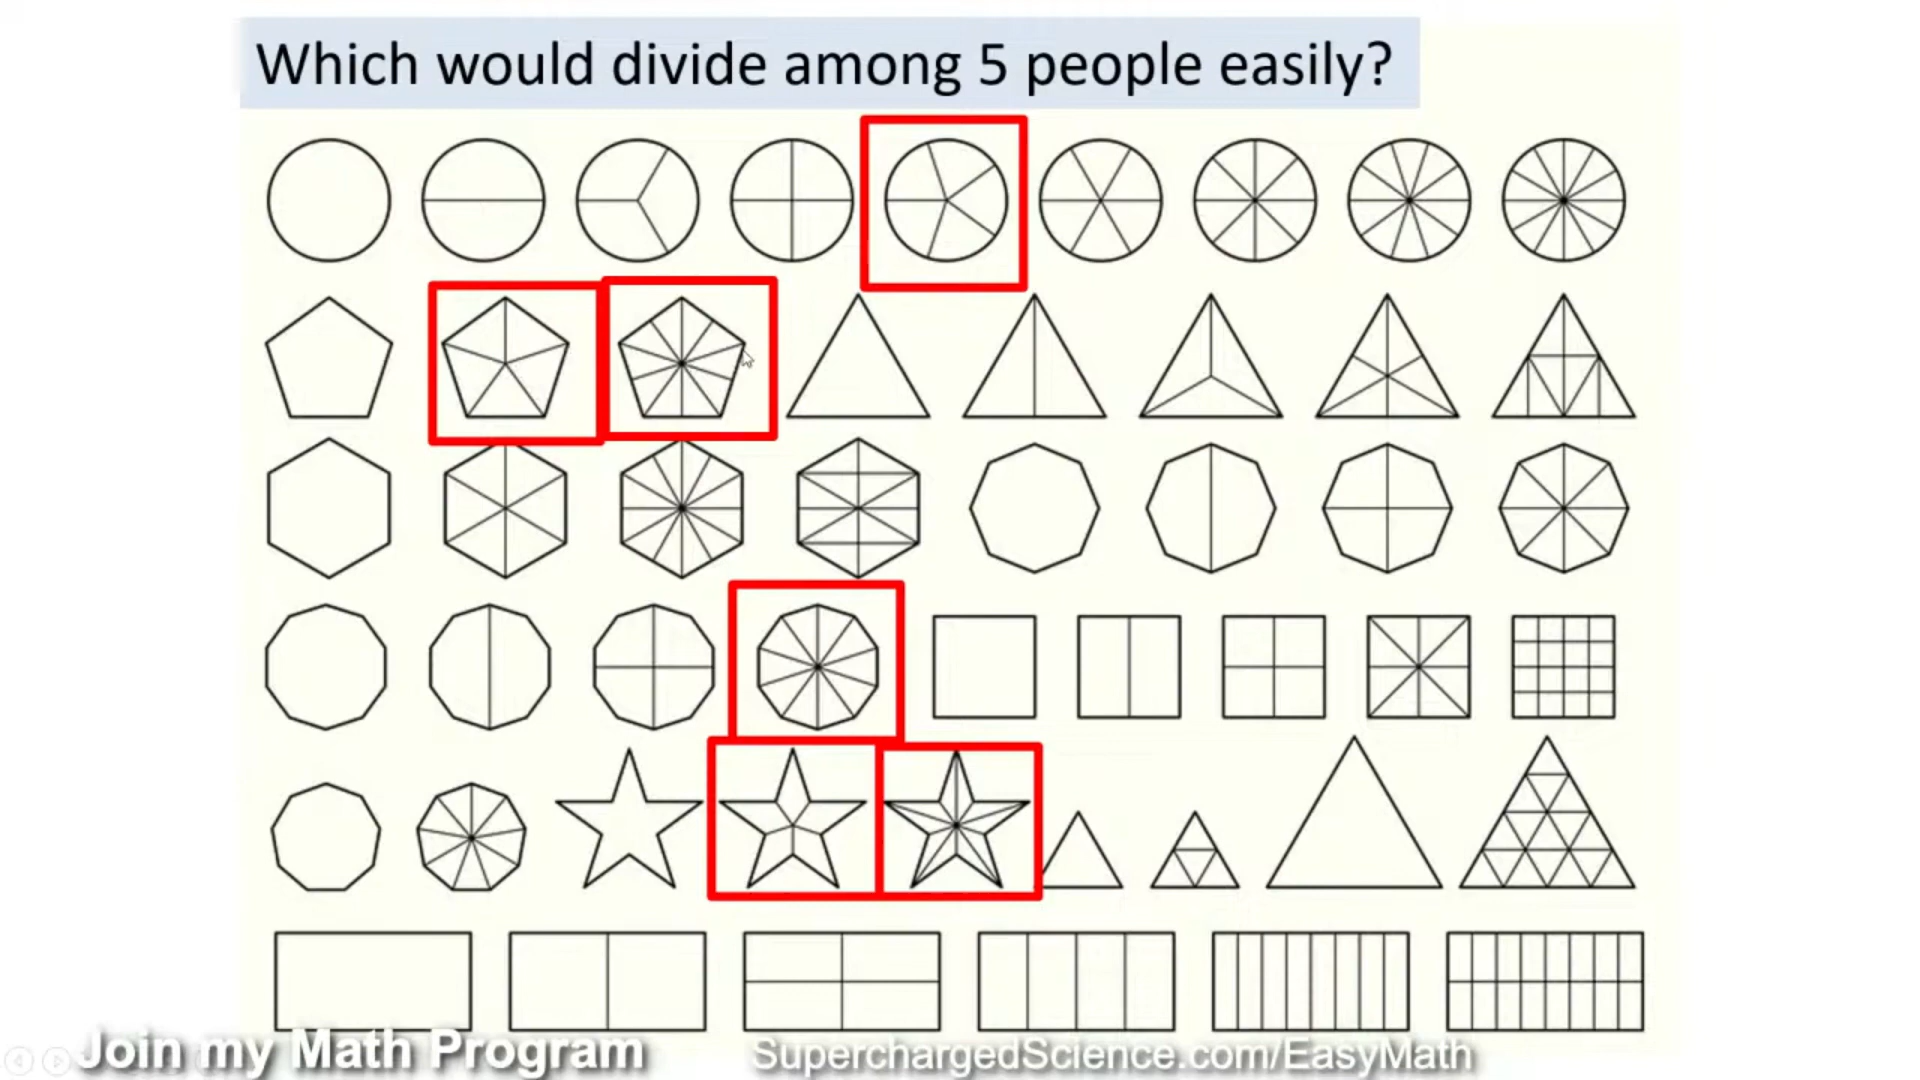 Which would divide among 5 people easily?
Join my Math Program
SuperchargedScience.com/EasyMath